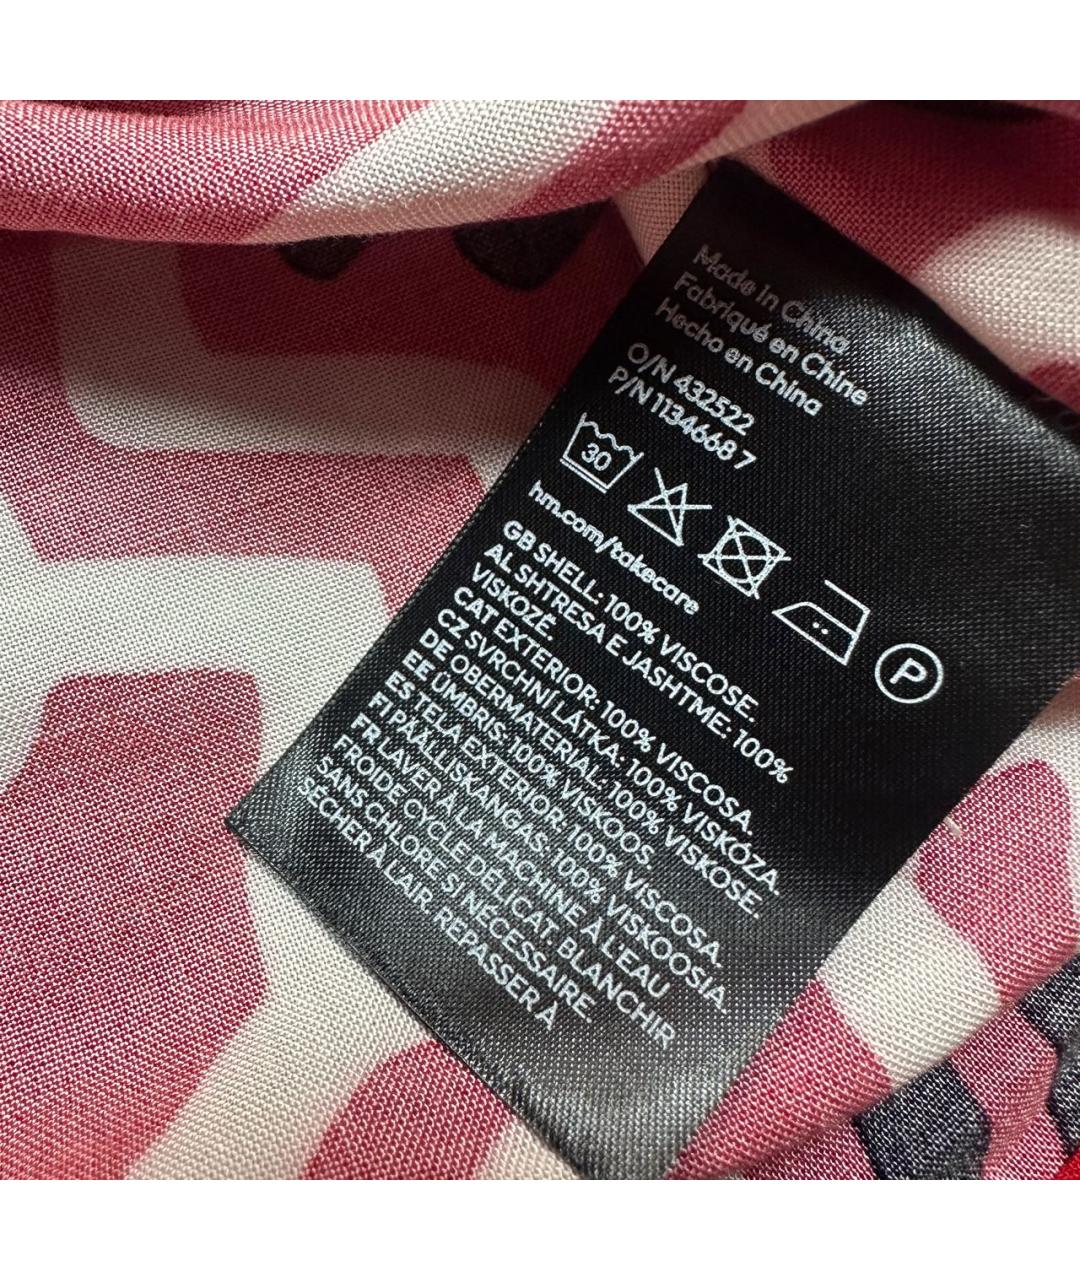 Made in China
Fabriqué en Chine
Hecho en China
O/N 432522
P/N 1134668 7
30
P
hm.com/takecare
GB SHELL: 100% VISCOSE.
AL SHTRESA E JASHTME: 100%
VISKOZË.
CAT EXTERIOR: 100% VISCOSA.
CZ SVRCHNÍ LÁTKA: 100% VISKÓZA.
DE OBERMATERIAL: 100% VISKOSE.
EE ÜMBRIS: 100% VISKOOS.
ES TELA EXTERIOR: 100% VISCOSA.
FI PÄÄLLISKANGAS: 100% VISKOOSIA.
FR LAVER À LA MACHINE À L'EAU
FROIDE CYCLE DÉLICAT. BLANCHIR
SANS CHLORE SI NÉCESSAIRE.
SÉCHER À L'AIR. REPASSER À